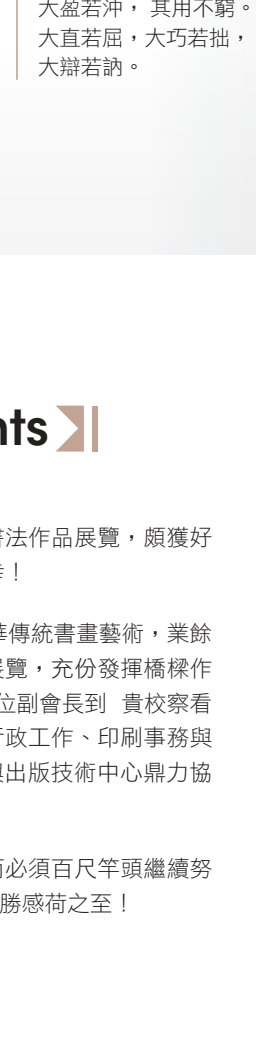 大盈若沖， 其用不窮。
大直若屈，大巧若拙，
大辯若訥。
nts
法作品展覽，頗獲好
！
傳統書畫藝術，業餘
覽，充份發揮橋樑作
位副會長到 貴校察看
政工作、印刷事務與
出版技術中心鼎力協
必須百尺竿頭繼續努
勝感荷之至！